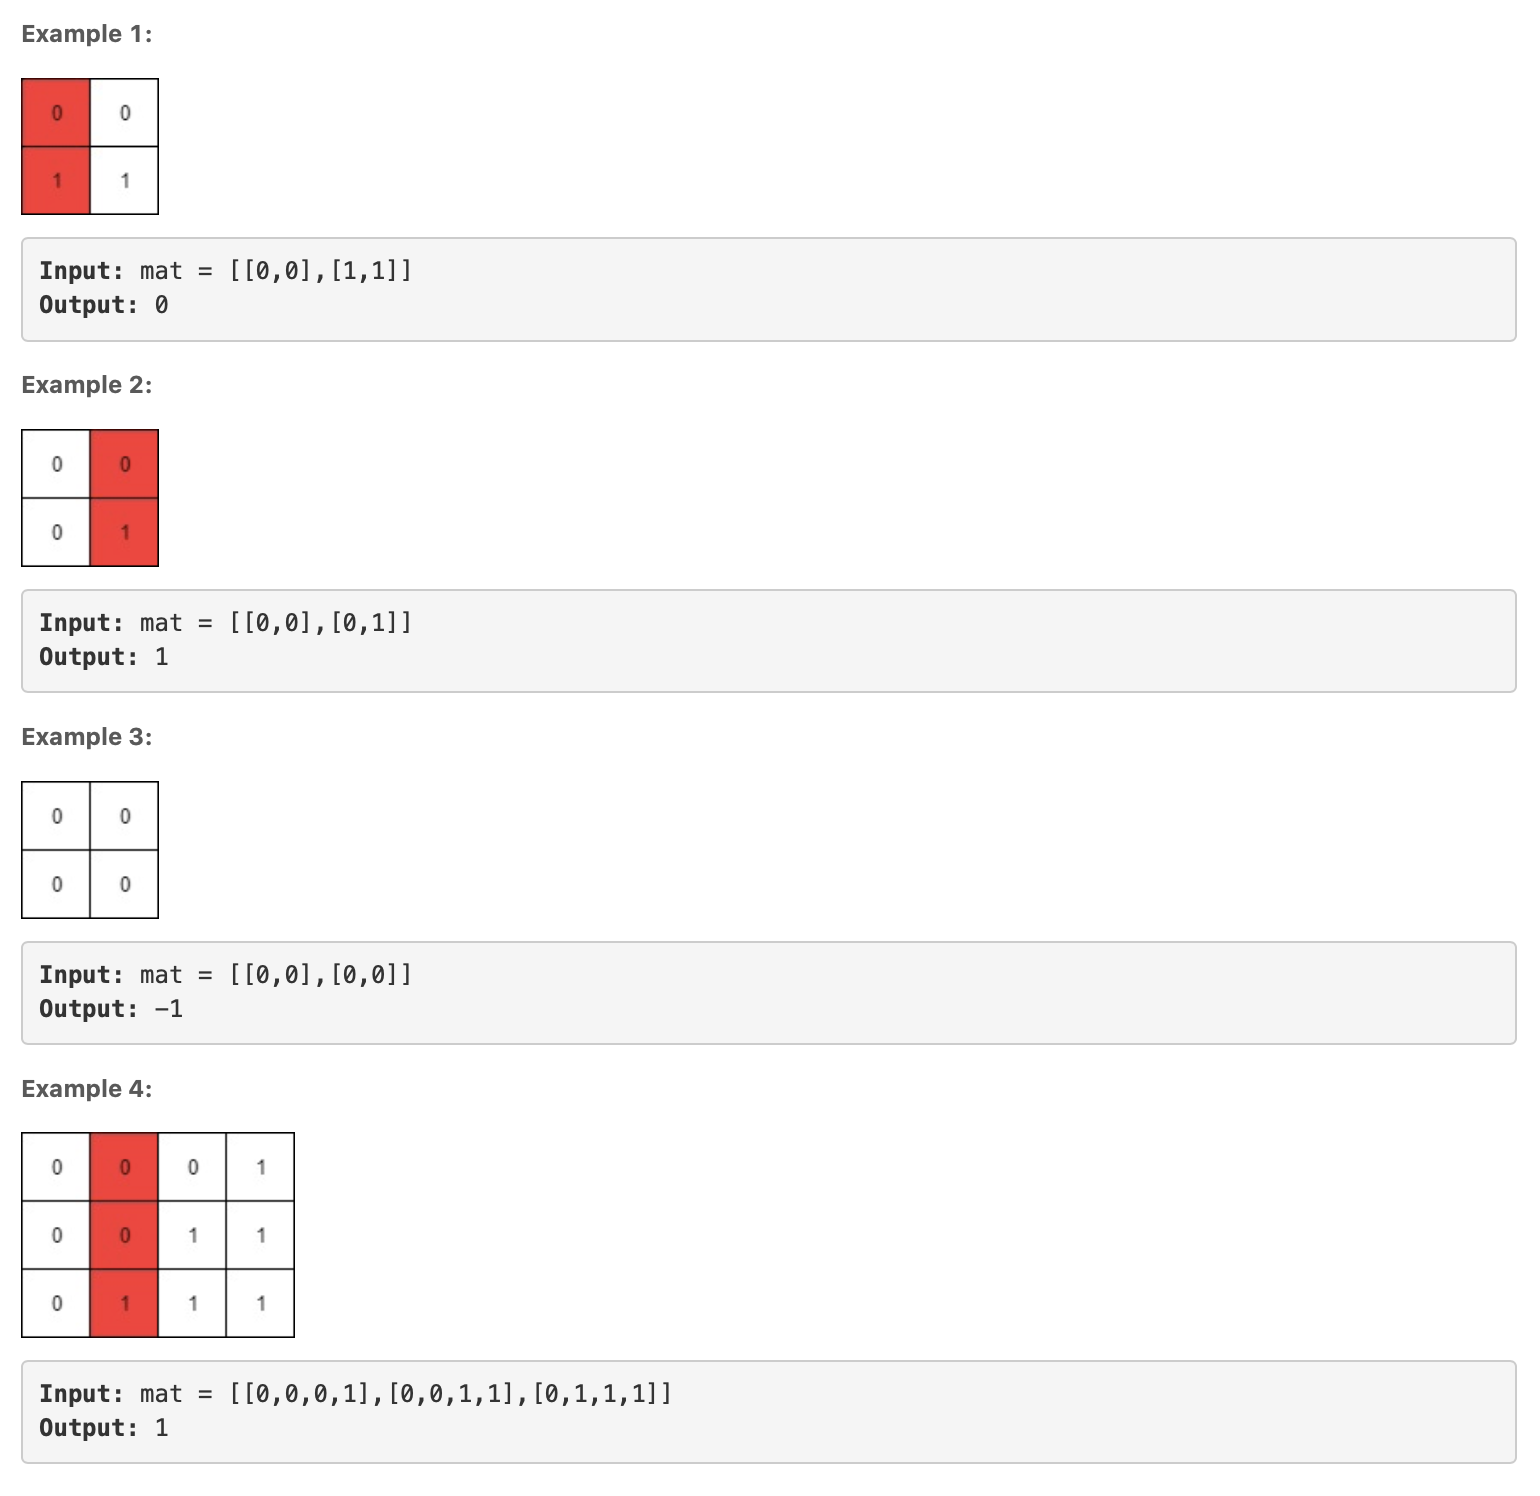 Example 1:
0 0
1 1
Input: mat = [[0,0],[1,1]]
Output: 0
Example 2:
0 0
0 1
Input: mat = [[0,0],[0,1]]
Output: 1
Example 3:
0 0
0 0
Input: mat = [[0,0],[0,0]]
Output: -1
Example 4:
0 0 0 1
0 0 1 1
0 1 1 1
Input: mat = [[0,0,0,1],[0,0,1,1],[0,1,1,1]]
Output: 1